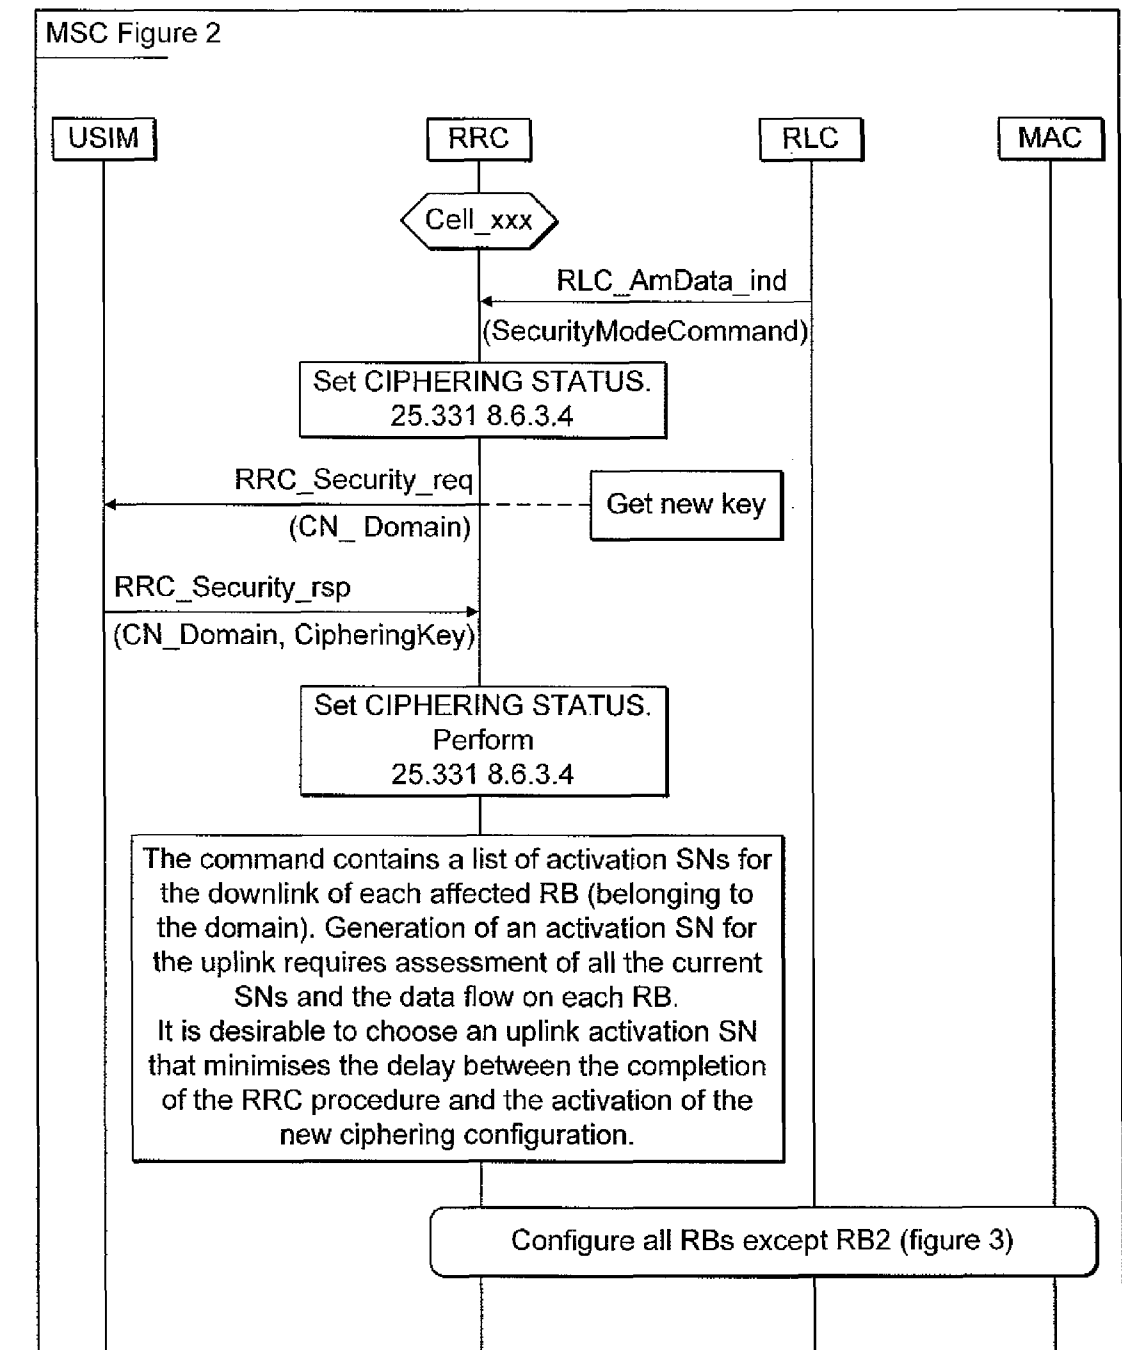 MSC Figure 2
USIM
RRC
RLC
MAC
Cell_xxx
RLC_AmData_ind
(SecurityModeCommand)
Set CIPHERING STATUS.
25.331 8.6.3.4
RRC_Security_req
Get new key
(CN_ Domain)
RRC_Security_rsp
(CN_Domain, CipheringKey)
Set CIPHERING STATUS.
Perform
25.331 8.6.3.4
The command contains a list of activation SNs for
the downlink of each affected RB (belonging to
the domain). Generation of an activation SN for
the uplink requires assessment of all the current
SNs and the data flow on each RB.
It is desirable to choose an uplink activation SN
that minimises the delay between the completion
of the RRC procedure and the activation of the
new ciphering configuration.
Configure all RBs except RB2 (figure 3)